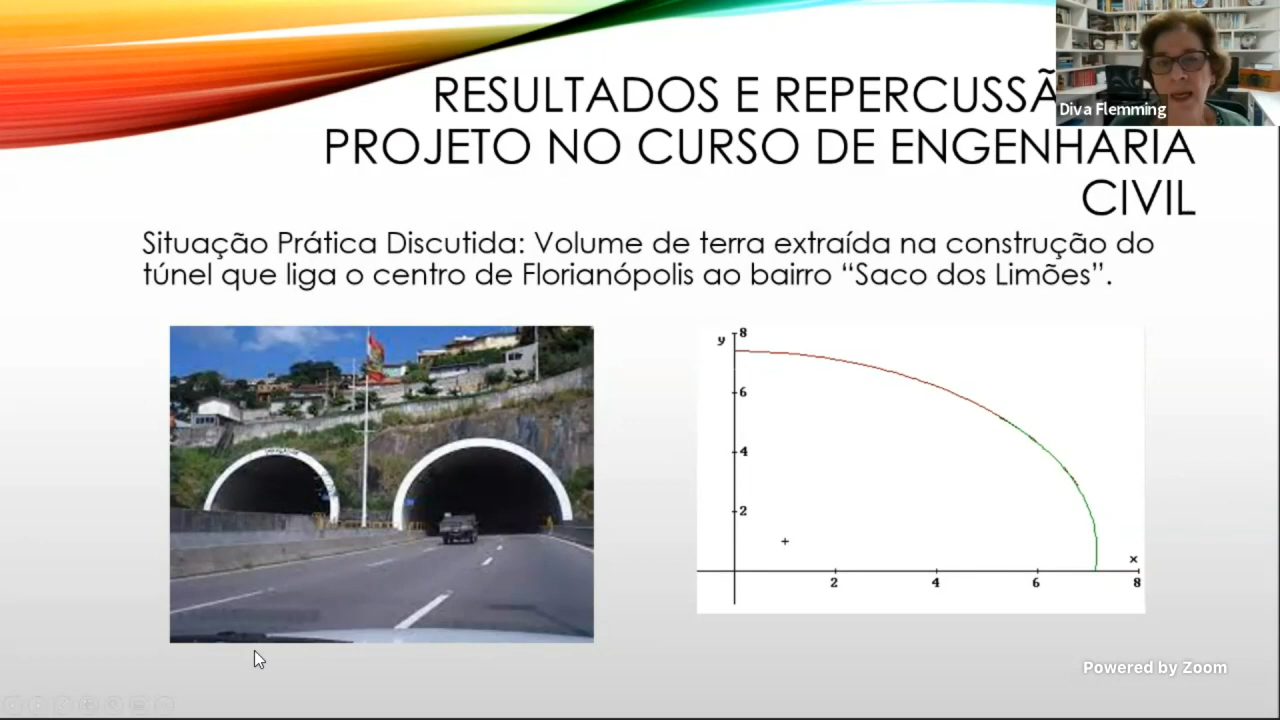 RESULTADOS E REPERCUSSÃ
Diva Flemming
PROJETO NO CURSO DE ENGENHARIA
CIVIL
Situação Prática Discutida: Volume de terra extraída na construção do
túnel que liga o centro de Florianópolis ao bairro “Saco dos Limões”.
y 8
6
4
2
x
2 4 6 8
Powered by Zoom